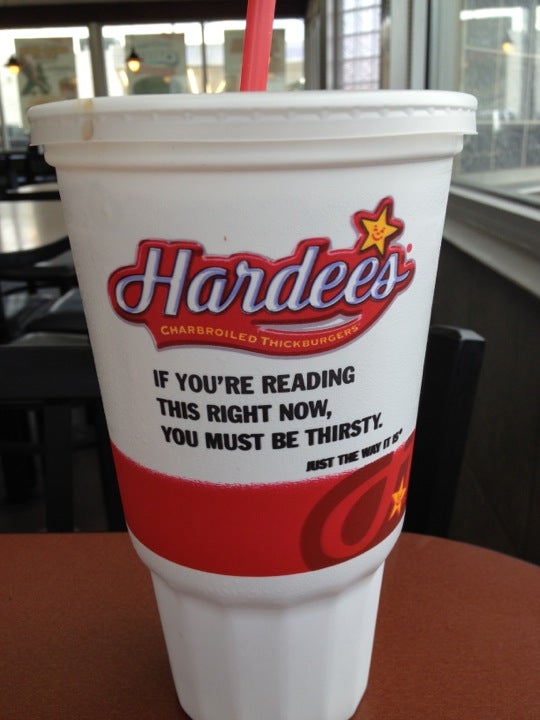 Hardee's
CHARBROILED THICKBURGERS
IF YOU'RE READING
THIS RIGHT NOW,
YOU MUST BE THIRSTY.
JUST THE WAY IT IS